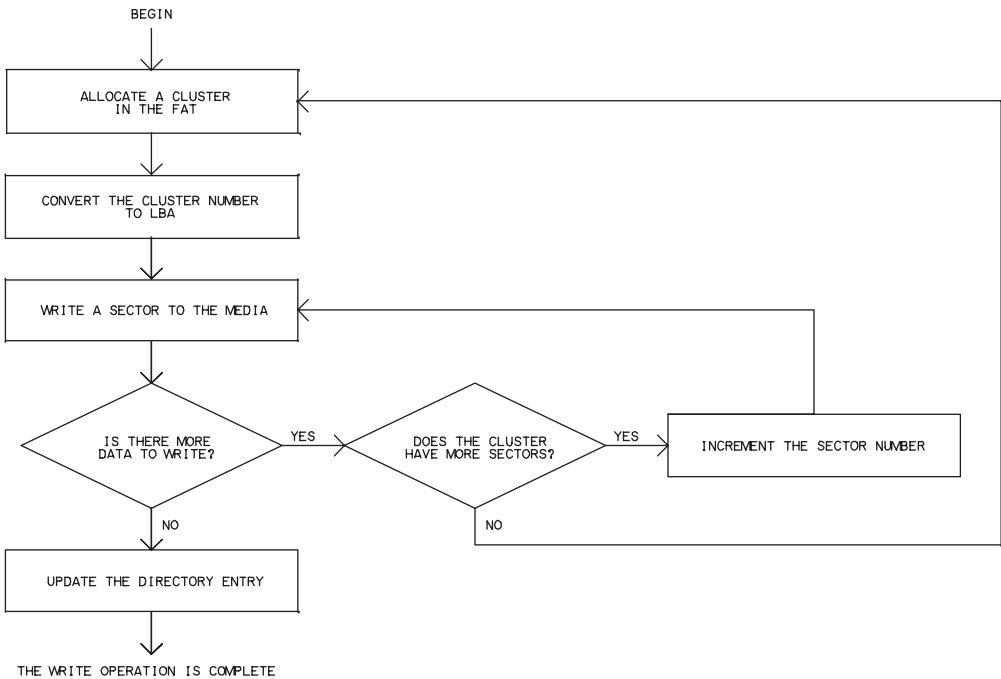 BEGIN
ALLOCATE A CLUSTER
IN THE FAT
CONVERT THE CLUSTER NUMBER
TO LBA
WRITE A SECTOR TO THE MEDIA
IS THERE MORE
DATA TO WRITE?
YES
DOES THE CLUSTER
HAVE MORE SECTORS?
YES
INCREMENT THE SECTOR NUMBER
NO
NO
UPDATE THE DIRECTORY ENTRY
THE WRITE OPERATION IS COMPLETE